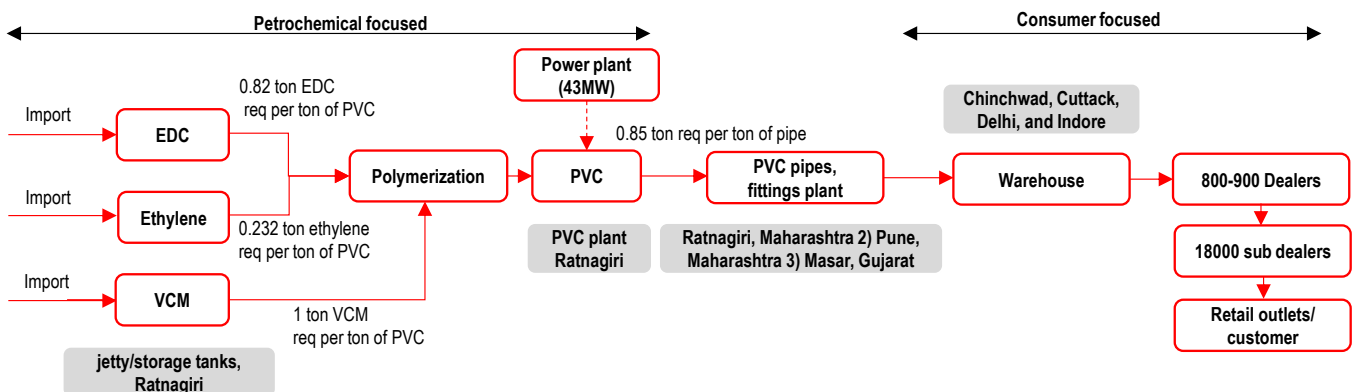 Petrochemical focused
Consumer focused
Import
EDC
0.82 ton EDC
req per ton of PVC
Import
Ethylene
0.232 ton ethylene
req per ton of PVC
Import
VCM
1 ton VCM
req per ton of PVC
jetty/storage tanks,
Ratnagiri
Polymerization
Power plant
(43MW)
PVC
PVC plant
Ratnagiri
0.85 ton req per ton of pipe
PVC pipes,
fittings plant
Ratnagiri, Maharashtra 2) Pune,
Maharashtra 3) Masar, Gujarat
Chinchwad, Cuttack,
Delhi, and Indore
Warehouse
800-900 Dealers
18000 sub dealers
Retail outlets/
customer